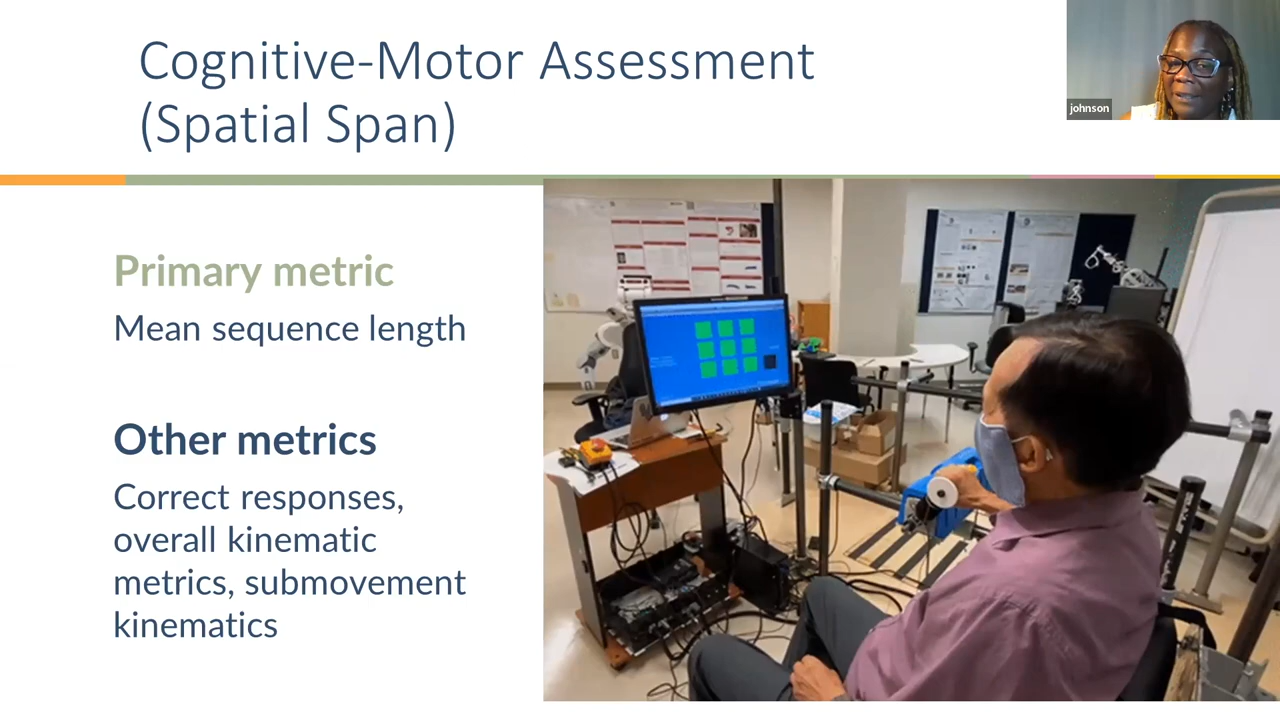 Cognitive-Motor Assessment
(Spatial Span)
johnson
Primary metric
Mean sequence length
Other metrics
Correct responses,
overall kinematic
metrics, submovement
kinematics